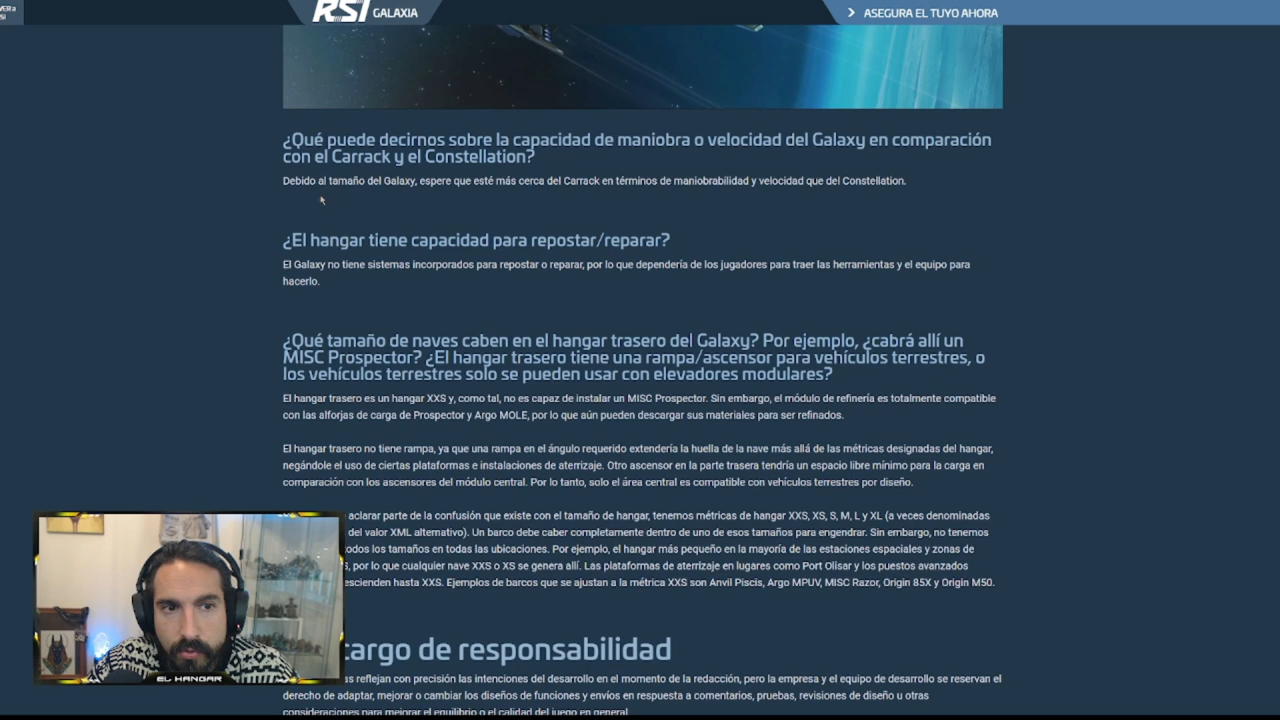 RSI GALAXIA
ASEGURA EL TUYO AHORA
¿Qué puede decirnos sobre la capacidad de maniobra o velocidad del Galaxy en comparación
con el Carrack y el Constellation?
Debido al tamaño del Galaxy, espere que esté más cerca del Carrack en términos de maniobrabilidad y velocidad que del Constellation.
¿El hangar tiene capacidad para repostar/reparar?
El Galaxy no tiene sistemas incorporados para repostar o reparar, por lo que dependería de los jugadores para traer las herramientas y el equipo para
hacerlo.
¿Qué tamaño de naves caben en el hangar trasero del Galaxy? Por ejemplo, ¿cabrá allí un
MISC Prospector? ¿El hangar trasero tiene una rampa/ascensor para vehículos terrestres, o
los vehículos terrestres solo se pueden usar con elevadores modulares?
El hangar trasero es un hangar XXS y, como tal, no es capaz de instalar un MISC Prospector. Sin embargo, el módulo de refinería es totalmente compatible
con las alforjas de carga de Prospector y Argo MOLE, por lo que aún pueden descargar sus materiales para ser refinados.
El hangar trasero no tiene rampa, ya que una rampa en el ángulo requerido extendería la huella de la nave más allá de las métricas designadas del hangar,
negándole el uso de ciertas plataformas e instalaciones de aterrizaje. Otro ascensor en la parte trasera tendría un espacio libre mínimo para la carga en
comparación con los ascensores del módulo central. Por lo tanto, solo el área central es compatible con vehículos terrestres por diseño.
aclarar parte de la confusión que existe con el tamaño de hangar, tenemos métricas de hangar XXS, XS, S, M, L y XL (a veces denominadas
del valor XML alternativo). Un barco debe caber completamente dentro de uno de esos tamaños para engendrar. Sin embargo, no tenemos
todos los tamaños en todas las ubicaciones. Por ejemplo, el hangar más pequeño en la mayoría de las estaciones espaciales y zonas de
S, por lo que cualquier nave XXS o XS se genera allí. Las plataformas de aterrizaje en lugares como Port Olisar y los puestos avanzados
escienden hasta XXS. Ejemplos de barcos que se ajustan a la métrica XXS son Anvil Piscis, Argo MPUV, MISC Razor, Origin 85X y Origin M50.
cargo de responsabilidad
as reflejan con precisión las intenciones del desarrollo en el momento de la redacción, pero la empresa y el equipo de desarrollo se reservan el
derecho de adaptar, mejorar o cambiar los diseños de funciones y envíos en respuesta a comentarios, pruebas, revisiones de diseño u otras
consideraciones para mejorar el equilibrio o el calidad del juego en general.
EL HANGAR